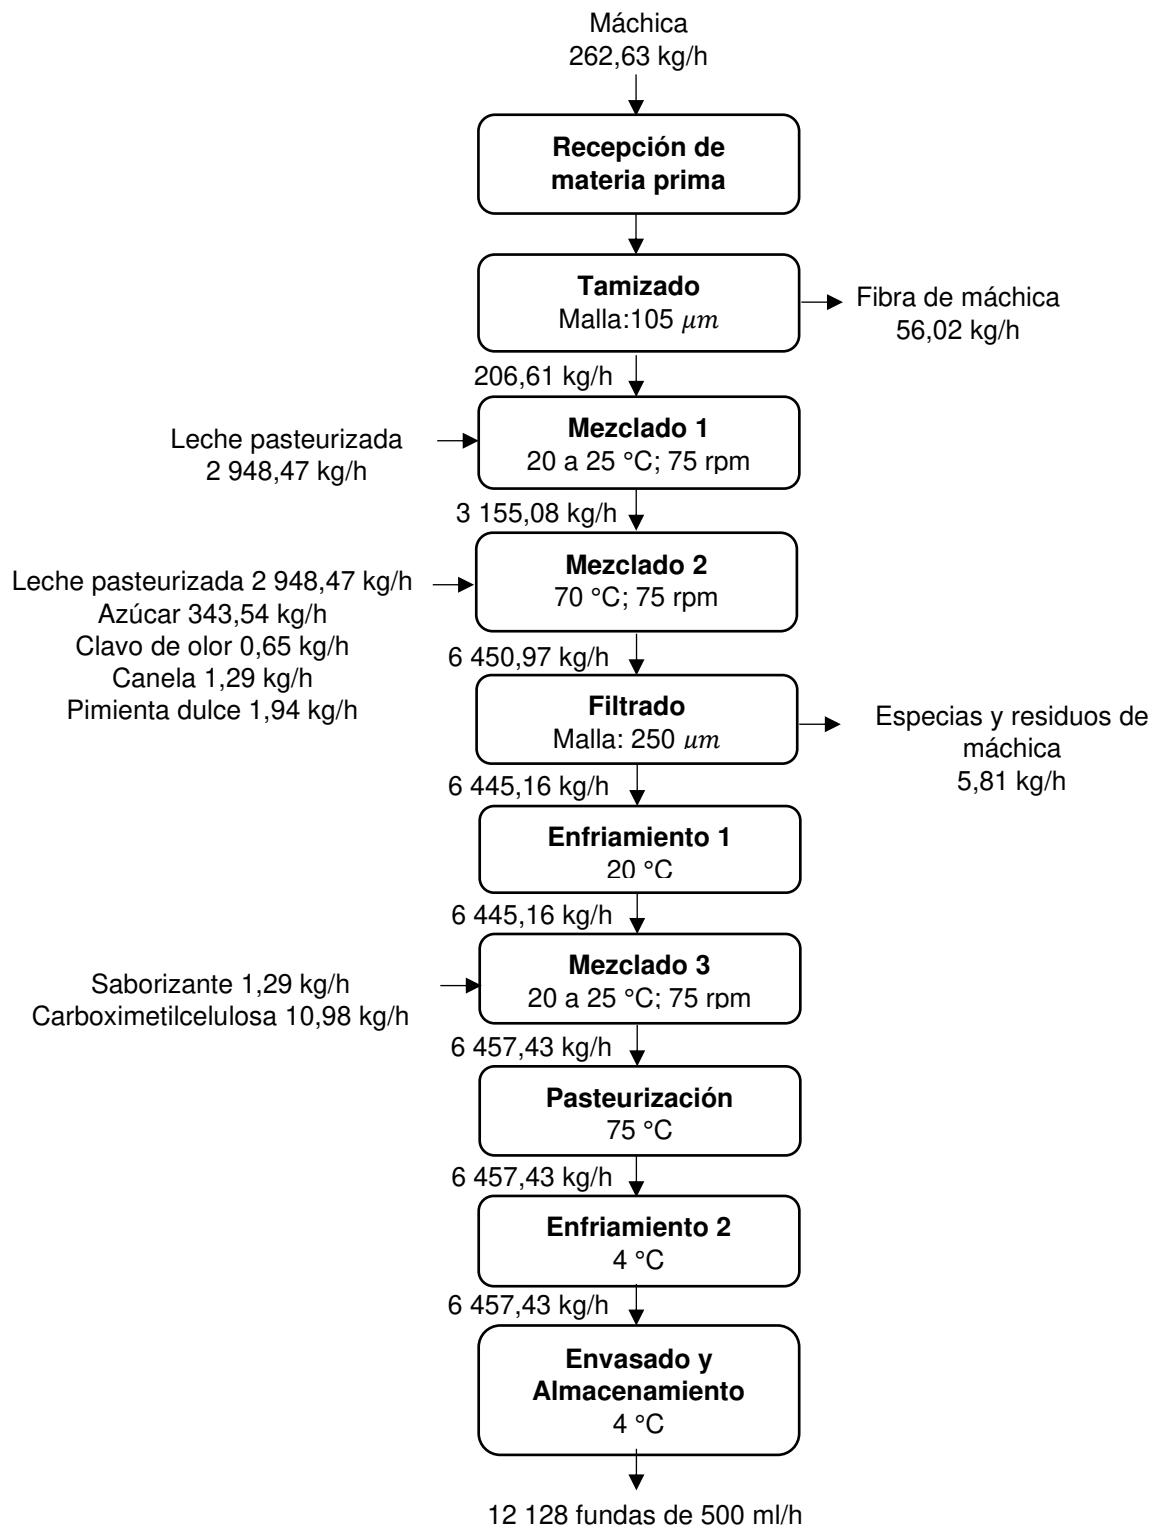 Máchica
262,63 kg/h
Recepción de
materia prima
Tamizado
Malla:105 µm
Fibra de máchica
56,02 kg/h
206,61 kg/h
Leche pasteurizada
2 948,47 kg/h
Mezclado 1
20 a 25 °C; 75 rpm
3 155,08 kg/h
Leche pasteurizada 2 948,47 kg/h
Azúcar 343,54 kg/h
Clavo de olor 0,65 kg/h
Canela 1,29 kg/h
Pimienta dulce 1,94 kg/h
Mezclado 2
70 °C; 75 rpm
6 450,97 kg/h
Filtrado
Malla: 250 µm
Especias y residuos de
máchica
5,81 kg/h
6 445,16 kg/h
Enfriamiento 1
20 °C
6 445,16 kg/h
Saborizante 1,29 kg/h
Carboximetilcelulosa 10,98 kg/h
Mezclado 3
20 a 25 °C; 75 rpm
6 457,43 kg/h
Pasteurización
75 °C
6 457,43 kg/h
Enfriamiento 2
4 °C
6 457,43 kg/h
Envasado y
Almacenamiento
4 °C
12 128 fundas de 500 ml/h